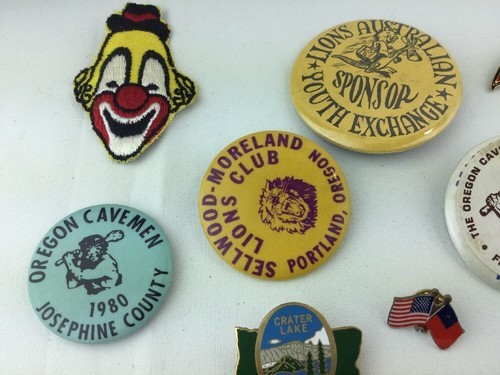 LIONS AUSTRALIAN
SPONSOR
YOUTH EXCHANGE
SELLWOOD-MORELAND
LIONS CLUB
PORTLAND, OREGON
OREGON CAVEMEN
1980
JOSEPHINE COUNTY
THE OREGON CAVE
CRATER
LAKE